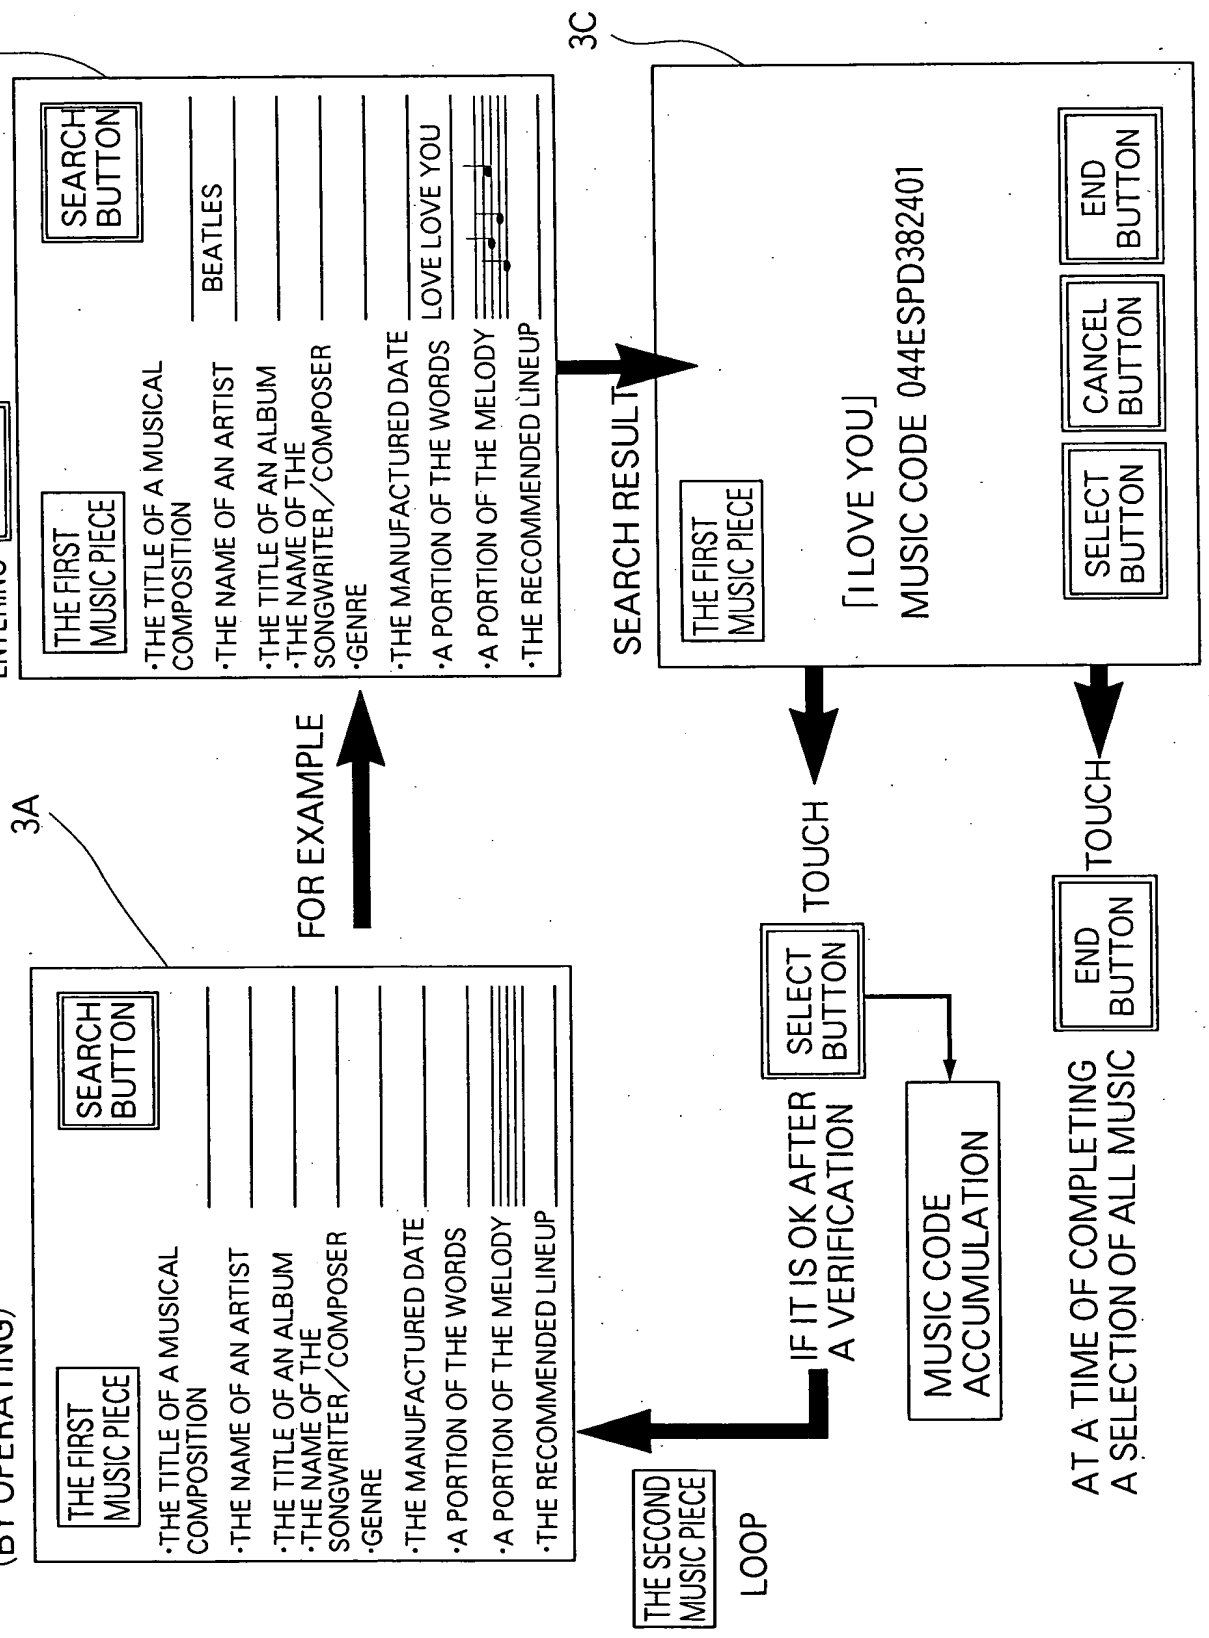 (BY OPERATING)
3A
THE FIRST
MUSIC PIECE
SEARCH
BUTTON
·THE TITLE OF A MUSICAL
COMPOSITION
·THE NAME OF AN ARTIST
·THE TITLE OF AN ALBUM
·THE NAME OF THE
SONGWRITER/COMPOSER
·GENRE
·THE MANUFACTURED DATE
·A PORTION OF THE WORDS
·A PORTION OF THE MELODY
·THE RECOMMENDED LINEUP
FOR EXAMPLE
THE FIRST
MUSIC PIECE
SEARCH
BUTTON
·THE TITLE OF A MUSICAL
COMPOSITION
·THE NAME OF AN ARTIST BEATLES
·THE TITLE OF AN ALBUM
·THE NAME OF THE
SONGWRITER/COMPOSER
·GENRE
·THE MANUFACTURED DATE
·A PORTION OF THE WORDS LOVE LOVE YOU
·A PORTION OF THE MELODY
·THE RECOMMENDED LINEUP
SEARCH RESULT
3C
THE FIRST
MUSIC PIECE
「I LOVE YOU」
MUSIC CODE 04ESPD382401
SELECT
BUTTON
CANCEL
BUTTON
END
BUTTON
THE SECOND
MUSIC PIECE
LOOP
IF IT IS OK AFTER
A VERIFICATION
SELECT
BUTTON
TOUCH
MUSIC CODE
ACCUMULATION
AT A TIME OF COMPLETING
A SELECTION OF ALL MUSIC
END
BUTTON
TOUCH